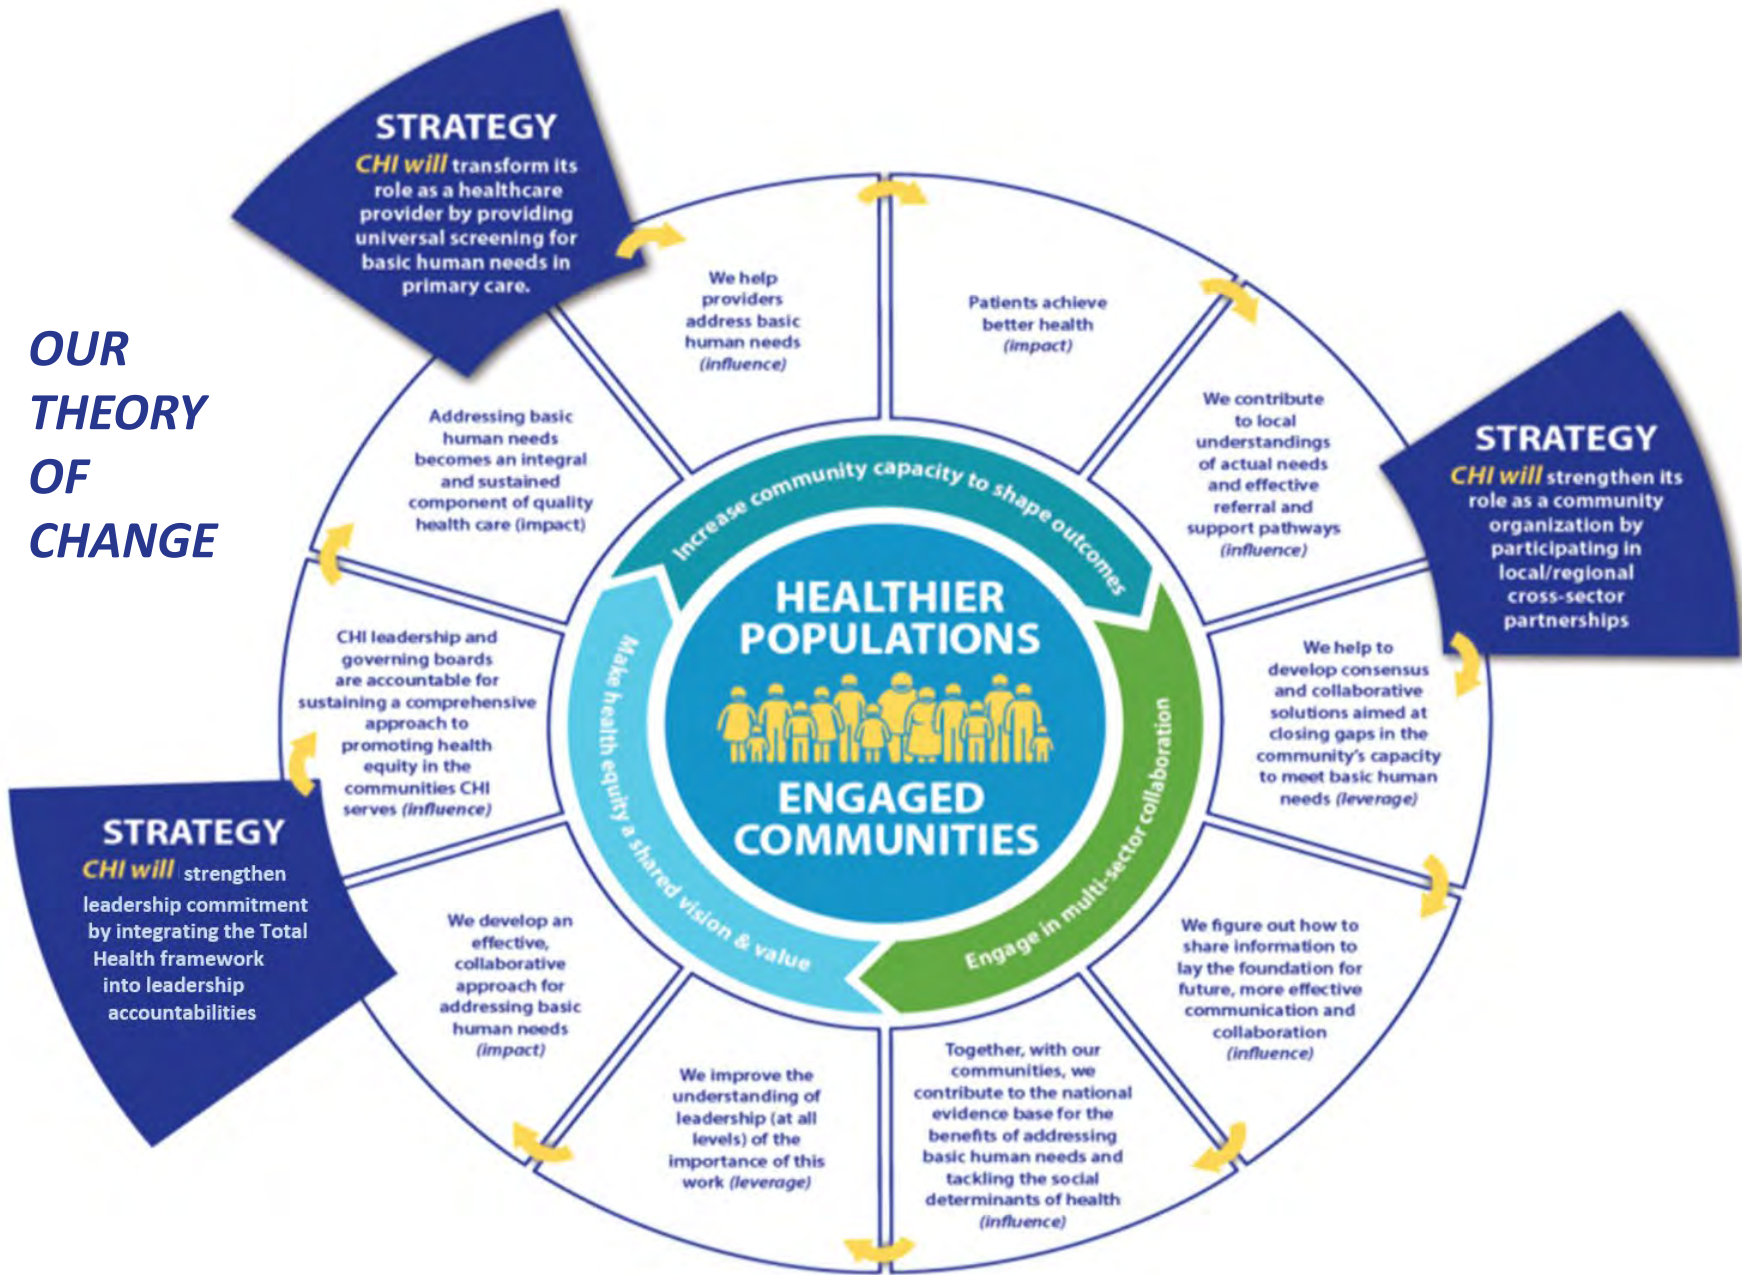 OUR
THEORY
OF
CHANGE
STRATEGY
CHI will transform its
role as a healthcare
provider by providing
universal screening for
basic human needs in
primary care.
We help
providers
address basic
human needs
(influence)
Patients achieve
better health
(impact)
We contribute
to local
understandings
of actual needs
and effective
referral and
support pathways
(influence)
STRATEGY
CHI will strengthen its
role as a community
organization by
participating in
local/regional
cross-sector
partnerships
We help to
develop consensus
and collaborative
solutions aimed at
closing gaps in the
community's capacity
to meet basic human
needs (leverage)
We figure out how to
share information to
lay the foundation for
future, more effective
communication and
collaboration
(influence)
Together, with our
communities, we
contribute to the national
evidence base for the
benefits of addressing
basic human needs and
tackling the social
determinants of health
(influence)
We improve the
understanding of
leadership (at all
levels) of the
importance of this
work (leverage)
We develop an
effective,
collaborative
approach for
addressing basic
human needs
(impact)
STRATEGY
CHI will strengthen
leadership commitment
by integrating the Total
Health framework
into leadership
accountabilities
CHI leadership and
governing boards
are accountable for
sustaining a comprehensive
approach to
promoting health
equity in the
communities CHI
serves (influence)
Addressing basic
human needs
becomes an integral
and sustained
component of quality
health care (impact)
Increase community capacity to shape outcomes
Engage in multi-sector collaboration
Make health equity a shared vision & value
HEALTHIER
POPULATIONS
ENGAGED
COMMUNITIES